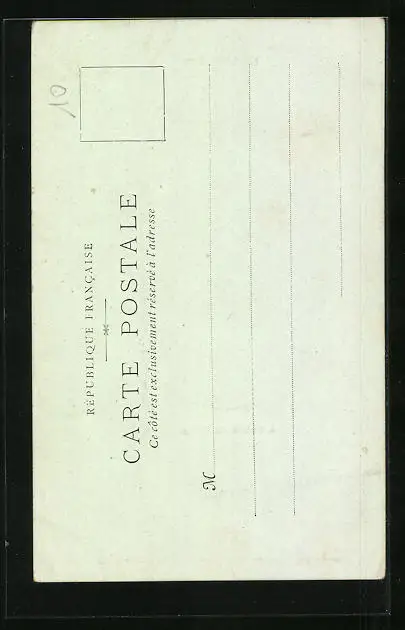 10
RÉPUBLIQUE FRANÇAISE
CARTE POSTALE
Ce côté est exclusivement réservé à l'adresse
M